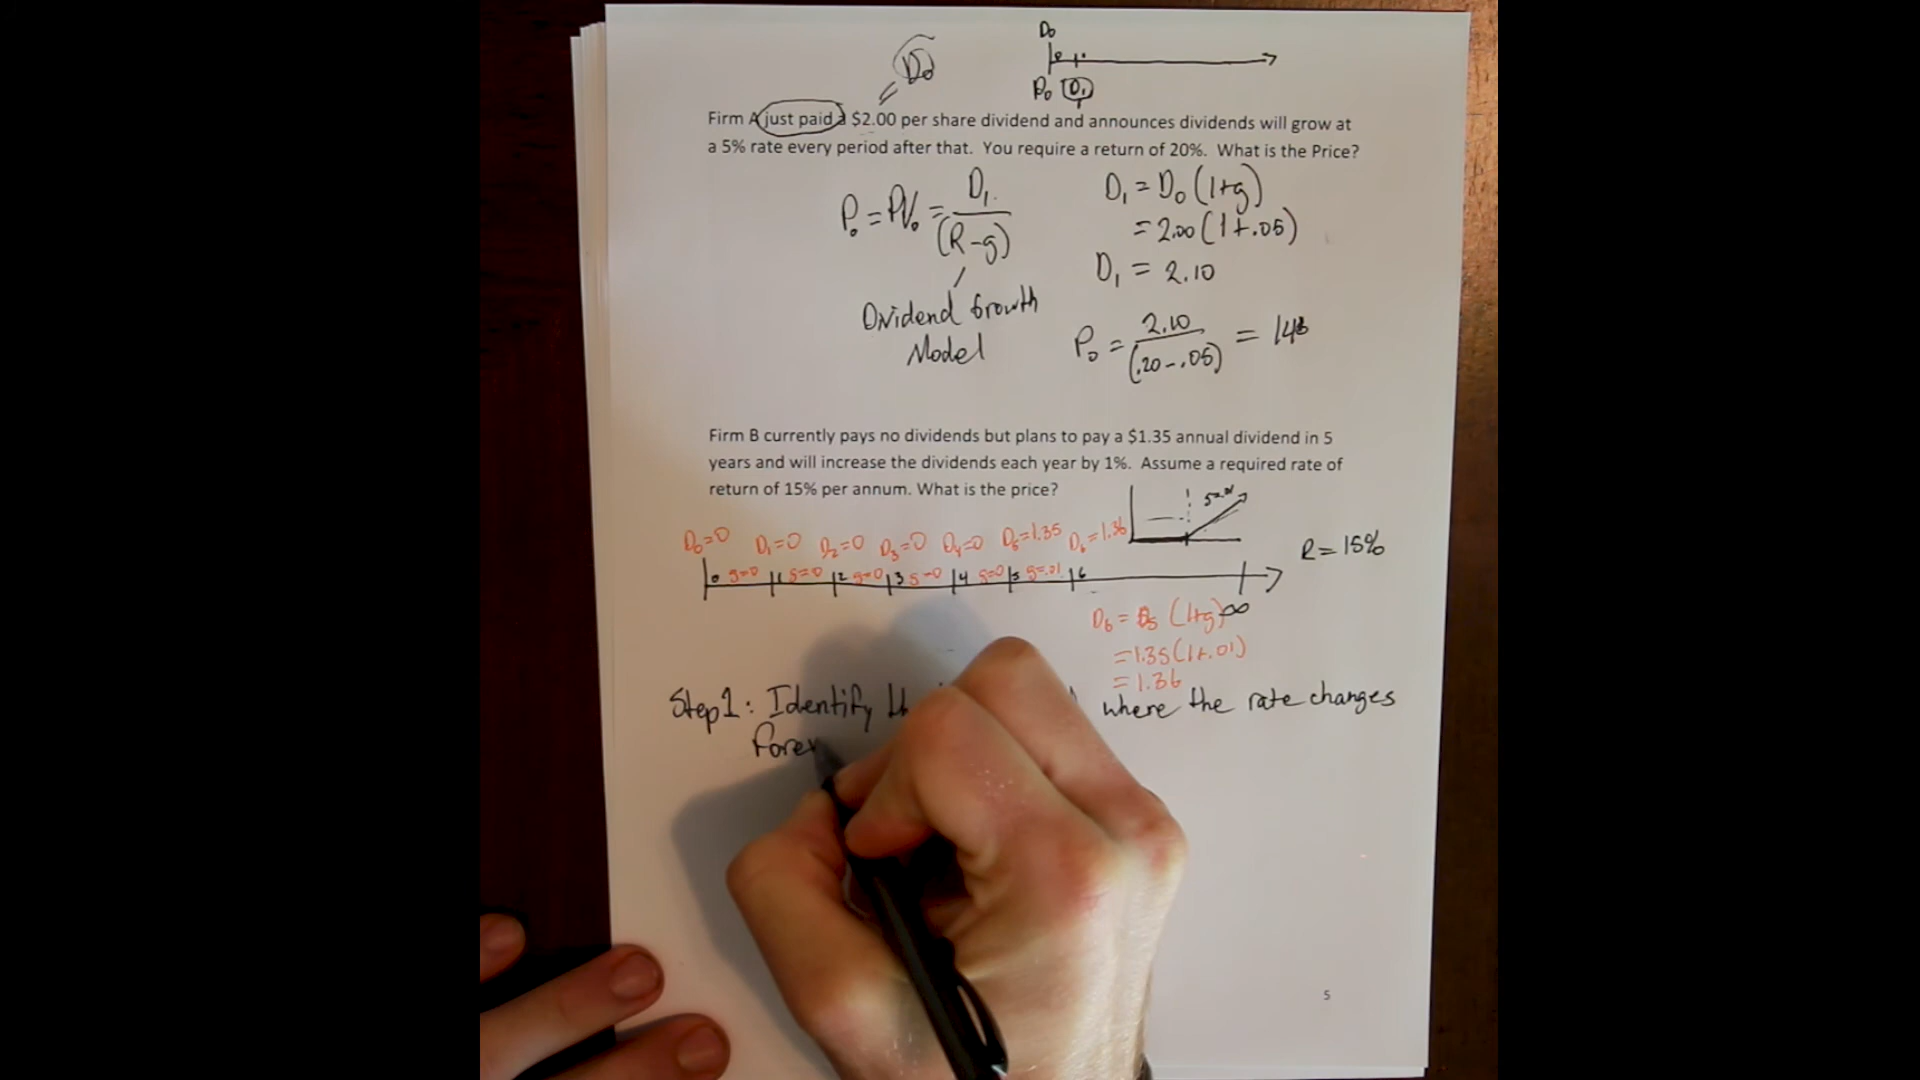 D₀
D₀
P₀ D₁
Firm A just paid a $2.00 per share dividend and announces dividends will grow at
a 5% rate every period after that. You require a return of 20%. What is the Price?
P₀ = PV₀ = D₁ / (R-g)
D₁ = D₀ (1+g)
= 2.00 (1+.05)
D₁ = 2.10
Dividend Growth
Model
P₀ = 2.10 / (.20-.05) = 14
Firm B currently pays no dividends but plans to pay a $1.35 annual dividend in 5
years and will increase the dividends each year by 1%. Assume a required rate of
return of 15% per annum. What is the price?
D₀=0 D₁=0 D₂=0 D₃=0 D₄=0 D₅=1.35 D₆=1.36
R=15%
0 g=0 1 g=0 2 g=0 3 g=0 4 g=0 5 g=.01 6
∞
D₆ = D₅ (1+g)
=1.35(1+.01)
= 1.36
Step 1: Identify where the rate changes
5